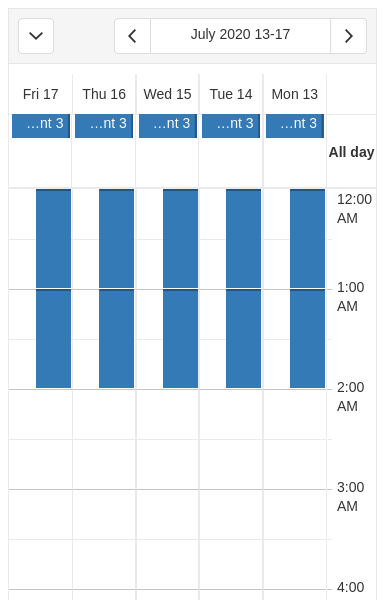 July 2020 13-17
Fri 17 Thu 16 Wed 15 Tue 14 Mon 13
...nt 3 ...nt 3 ...nt 3 ...nt 3 ...nt 3
All day
12:00
AM
1:00
AM
2:00
AM
3:00
AM
4:00